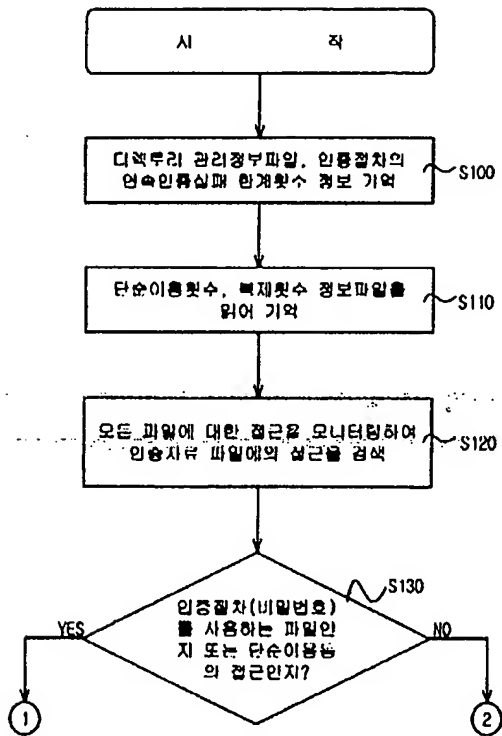 시 작
디렉토리 관리정보파일, 인증절차의
연속인증실패 한계횟수 정보 기억
S100
단순이용횟수, 복제횟수 정보파일을
읽어 기억
S110
모든 파일에 대한 접근을 모니터링하여
인증자료 파일에의 접근을 검색
S120
S130
인증절차(비밀번호)
를 사용하는 파일인
지 또는 단순이용등
의 접근인지?
YES
NO
1
2